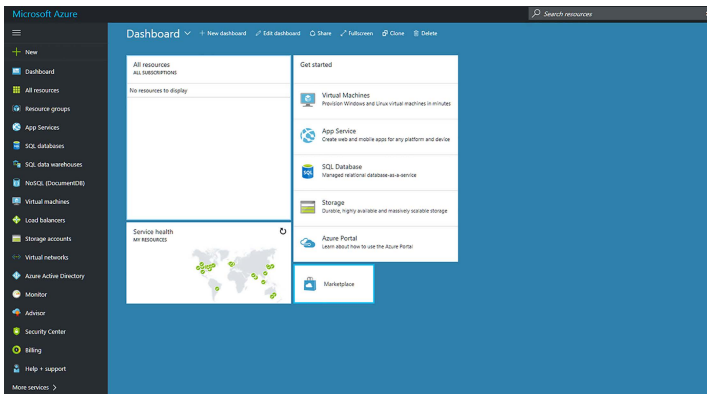 Microsoft Azure
Search resources
Dashboard
+ New dashboard
Edit dashboard
Share
Fullscreen
Clone
Delete
New
Dashboard
All resources
Resource groups
App Services
SQL databases
SQL data warehouses
NoSQL (DocumentDB)
Virtual machines
Load balancers
Storage accounts
Virtual networks
Azure Active Directory
Monitor
Advisor
Security Center
Billing
Help + support
More services >
All resources
ALL SUBSCRIPTIONS
No resources to display
Service health
MY RESOURCES
Get started
Virtual Machines
Provision Windows and Linux virtual machines in minutes
App Service
Create web and mobile apps for any platform and device
SQL
SQL Database
Managed relational database-as-a-service
Storage
Durable, highly available and massively scalable storage
Azure Portal
Learn about how to use the Azure Portal
Marketplace